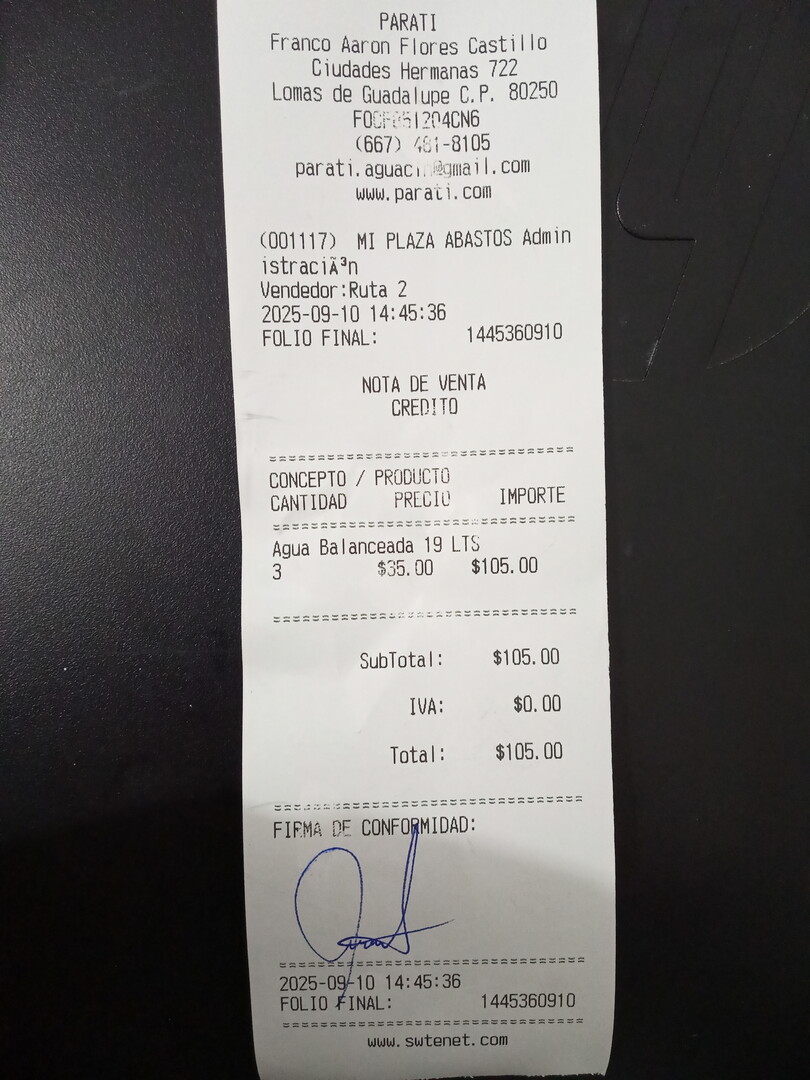 PARATI
Franco Aaron Flores Castillo
Ciudades Hermanas 722
Lomas de Guadalupe C.P. 80250
(667) 481-8105
www.parati.com
(001117) MI PLAZA ABASTOS Admin
istraciÃ³n
Vendedor:Ruta 2
2025-09-10 14:45:36
FOLIO FINAL: 1445360910
NOTA DE VENTA
CREDITO
CONCEPTO / PRODUCTO
CANTIDAD PRECIO IMPORTE
Agua Balanceada 19 LTS
3 $35.00 $105.00
SubTotal: $105.00
IVA: $0.00
Total: $105.00
FIRMA DE CONFORMIDAD:
2025-09-10 14:45:36
FOLIO FINAL: 1445360910
www.swtenet.com